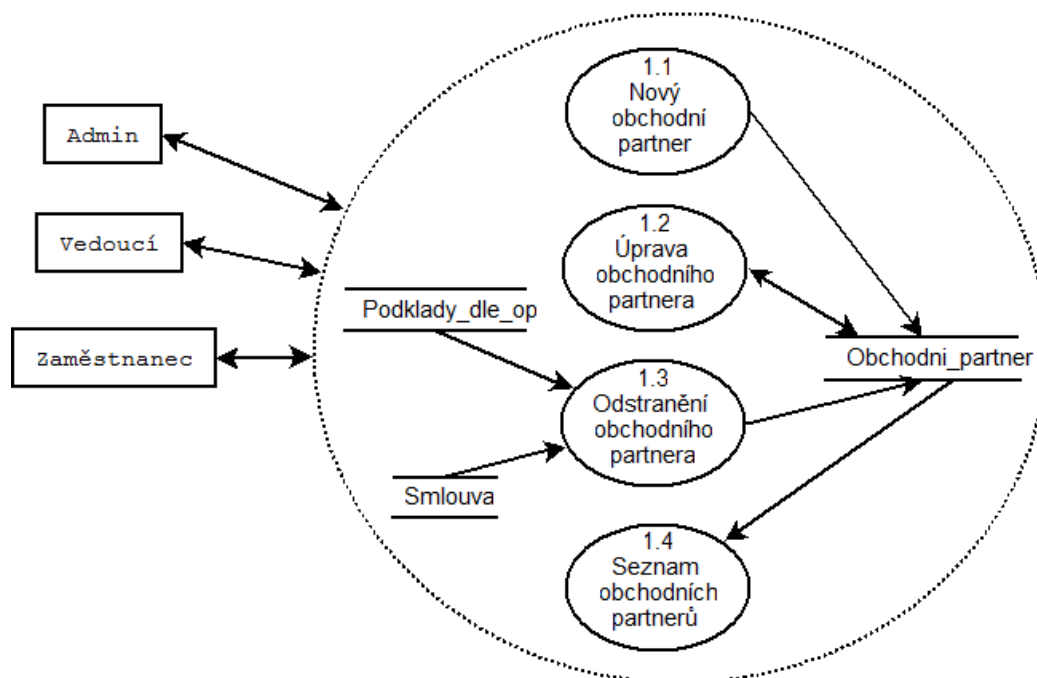 Admin
Vedoucí
Zaměstnanec
1.1
Nový
obchodní
partner
1.2
Úprava
obchodního
partnera
Podklady_dle_op
Obchodni_partner
1.3
Odstranění
obchodního
partnera
Smlouva
1.4
Seznam
obchodních
partnerů